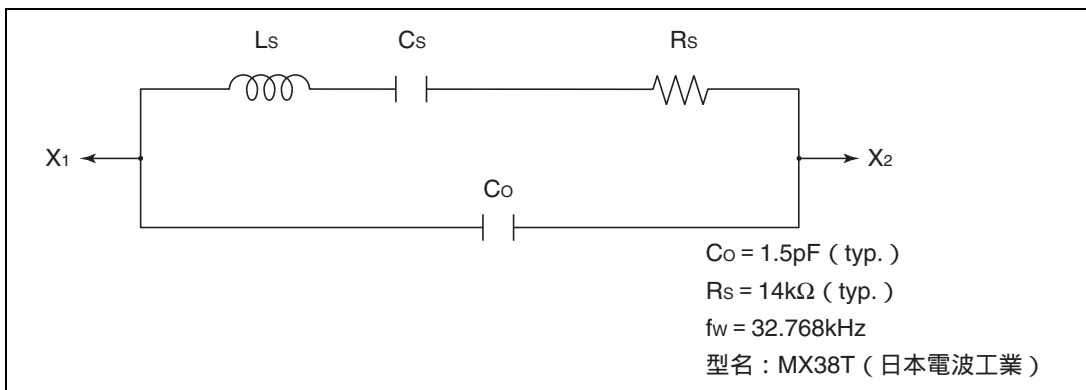 Ls Cs Rs
X1 X2
Co
Co = 1.5pF（typ.）
Rs = 14kΩ（typ.）
fw = 32.768kHz
型名：MX38T（日本電波工業）